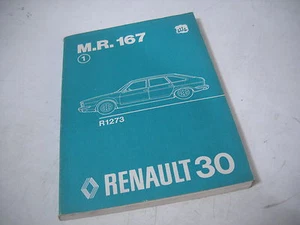 M.R. 167
1
R1273
RENAULT 30